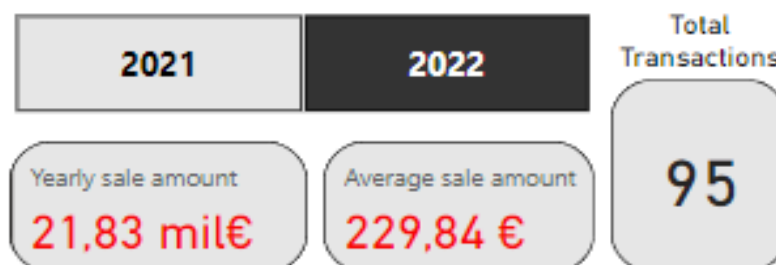 2021
2022
Total
Transactions
Yearly sale amount
21,83 mil€
Average sale amount
229,84 €
95